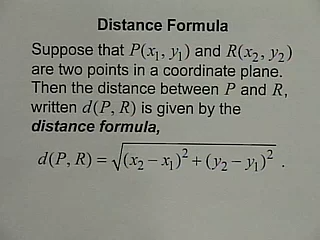 Distance Formula
Suppose that P(x₁, y₁) and R(x₂, y₂)
are two points in a coordinate plane.
Then the distance between P and R,
written d(P, R) is given by the
distance formula,
d(P, R) = √((x₂ − x₁)² + (y₂ − y₁)²) .